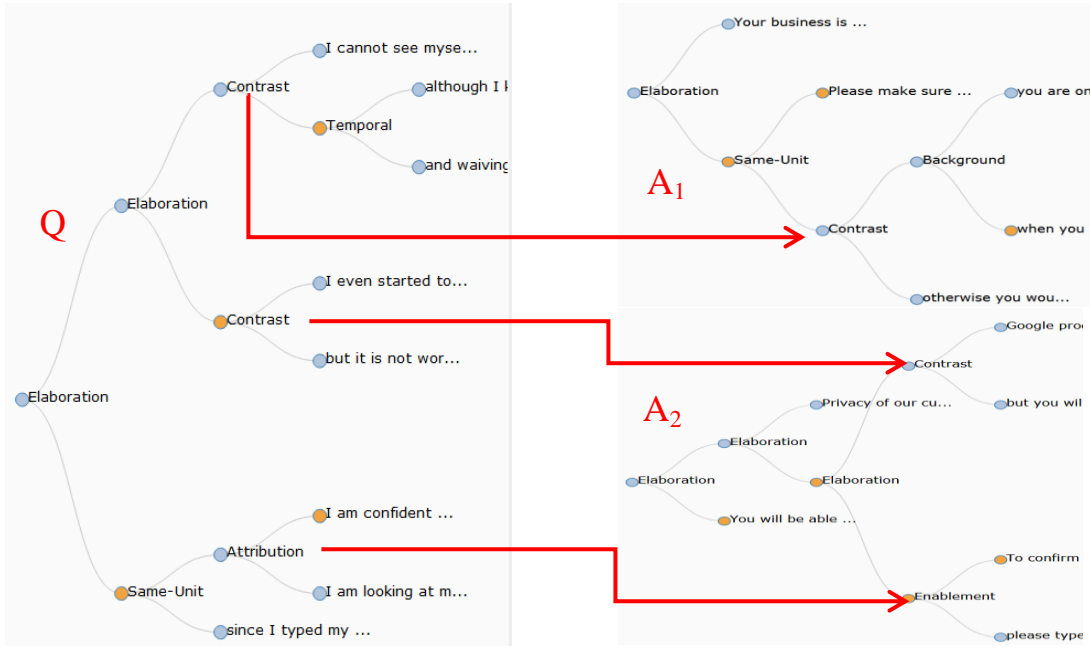 I cannot see myse...
Contrast
although I
Temporal
and waiving
Elaboration
Q
I even started to...
Contrast
but it is not wor...
Elaboration
I am confident ...
Attribution
I am looking at m...
Same-Unit
since I typed my ...
Your business is ...
Elaboration
Please make sure ...
you are on
Same-Unit
Background
A1
Contrast
when you
otherwise you wou...
Google pro
Contrast
Privacy of our cu...
but you wil
A2
Elaboration
Elaboration
Elaboration
You will be able ...
To confirm
Enablement
please type